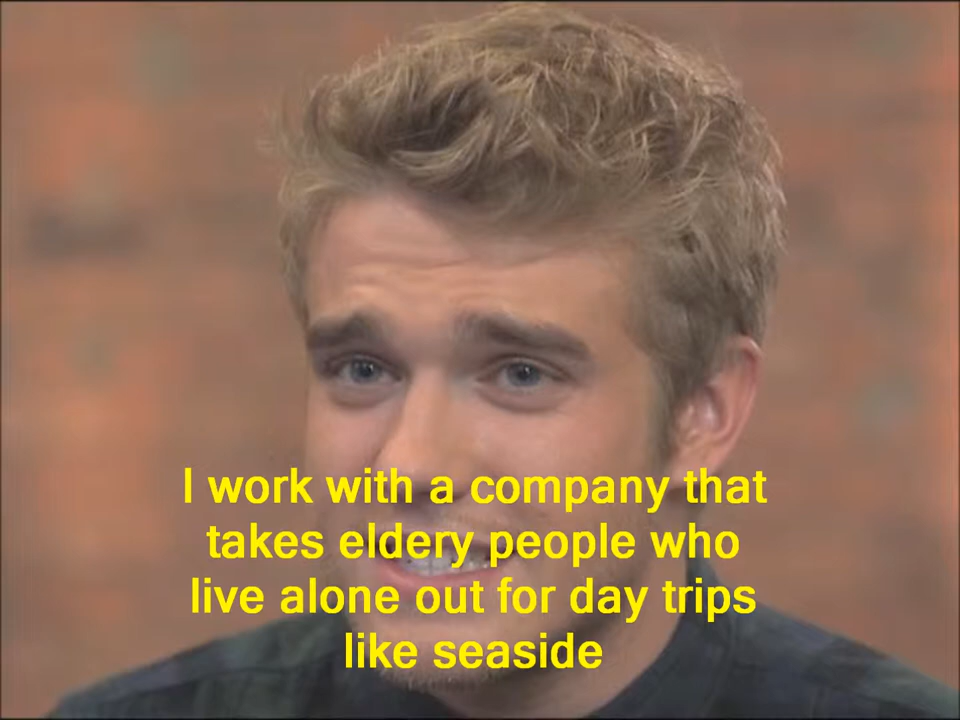 I work with a company that
takes eldery people who
live alone out for day trips
like seaside